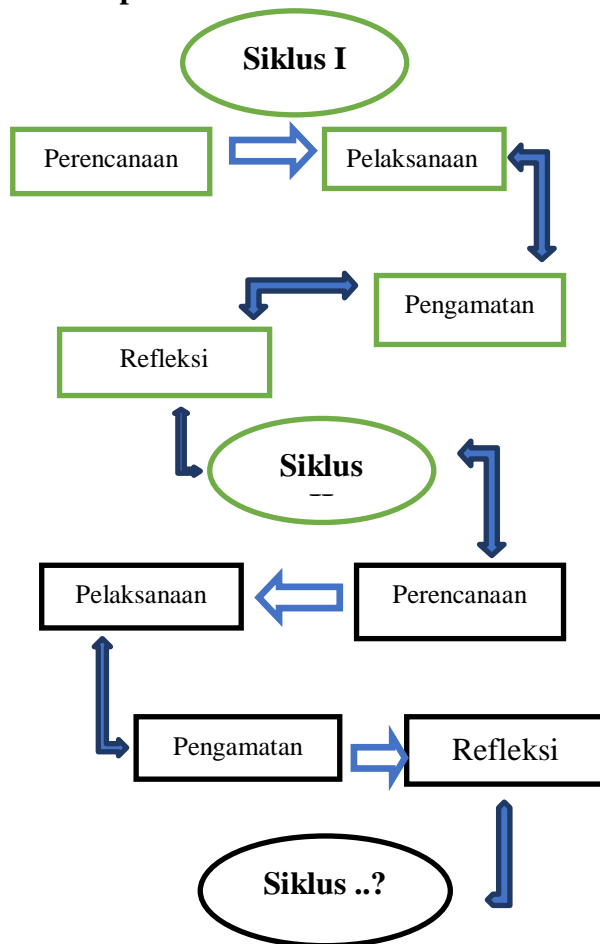 Siklus I
Perencanaan
Pelaksanaan
Pengamatan
Refleksi
Siklus
Perencanaan
Pelaksanaan
Pengamatan
Refleksi
Siklus ..?